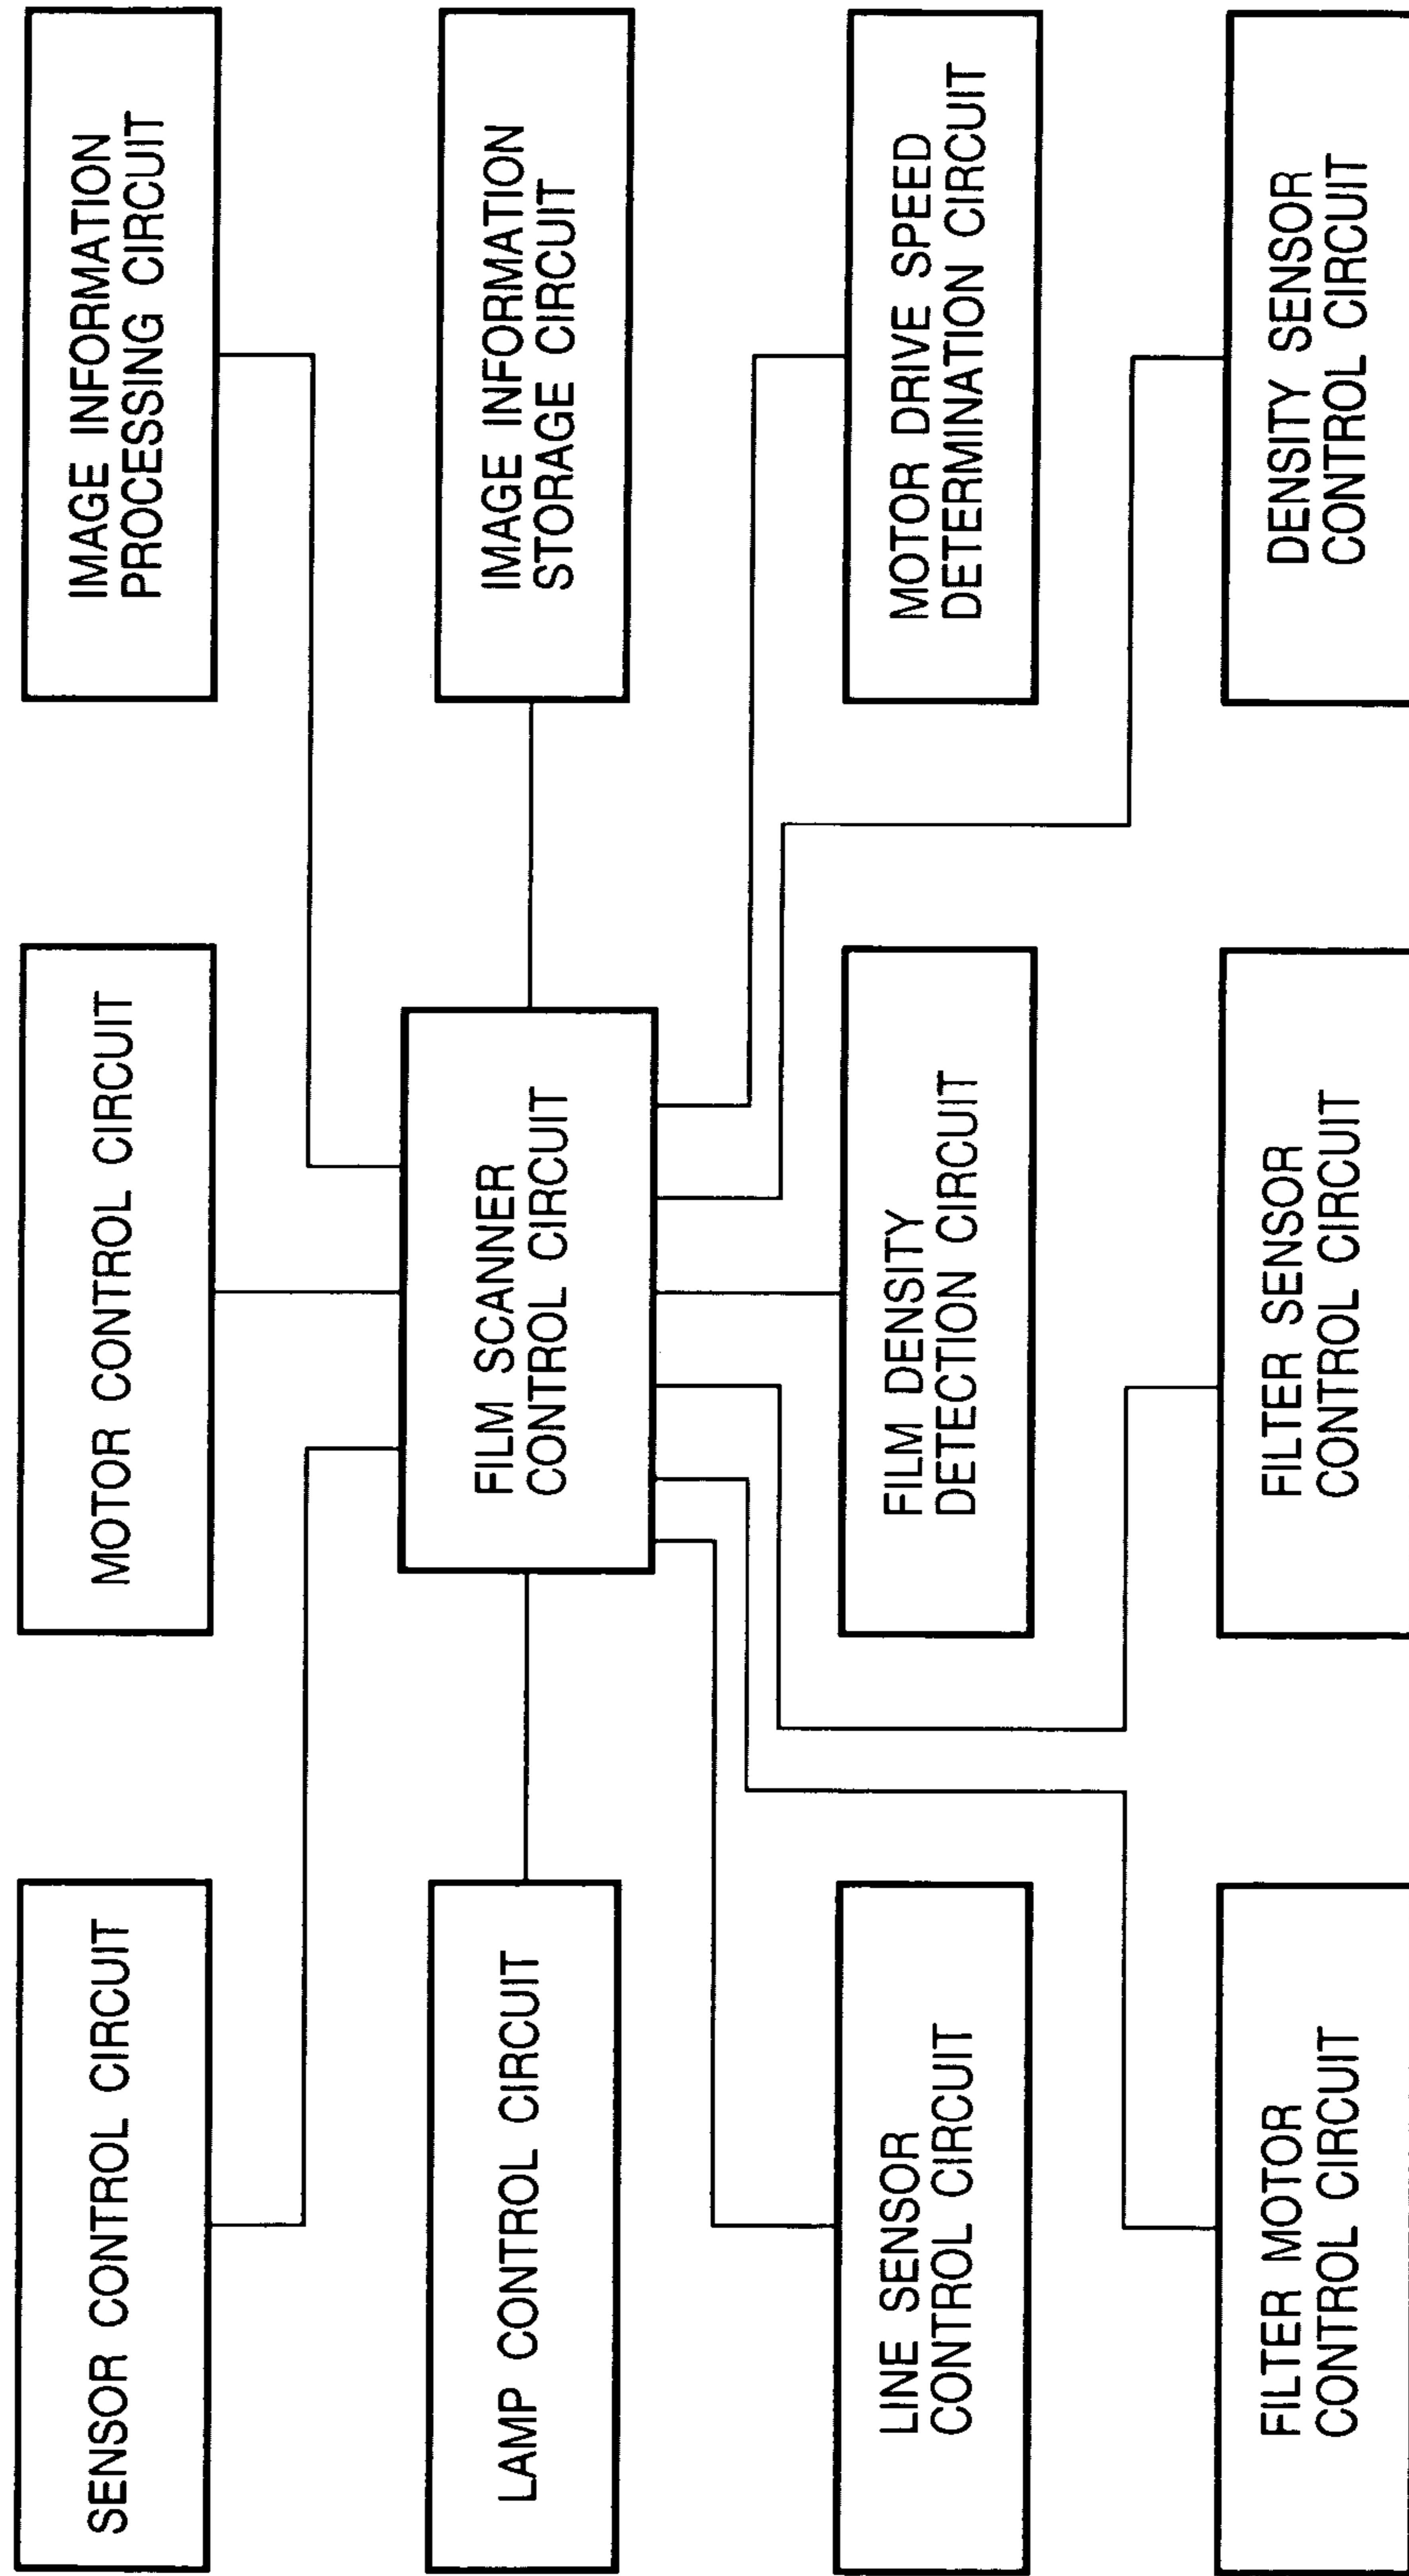 SENSOR CONTROL CIRCUIT
MOTOR CONTROL CIRCUIT
IMAGE INFORMATION
PROCESSING CIRCUIT
LAMP CONTROL CIRCUIT
FILM SCANNER
CONTROL CIRCUIT
IMAGE INFORMATION
STORAGE CIRCUIT
LINE SENSOR
CONTROL CIRCUIT
FILM DENSITY
DETECTION CIRCUIT
MOTOR DRIVE SPEED
DETERMINATION CIRCUIT
FILTER MOTOR
CONTROL CIRCUIT
FILTER SENSOR
CONTROL CIRCUIT
DENSITY SENSOR
CONTROL CIRCUIT